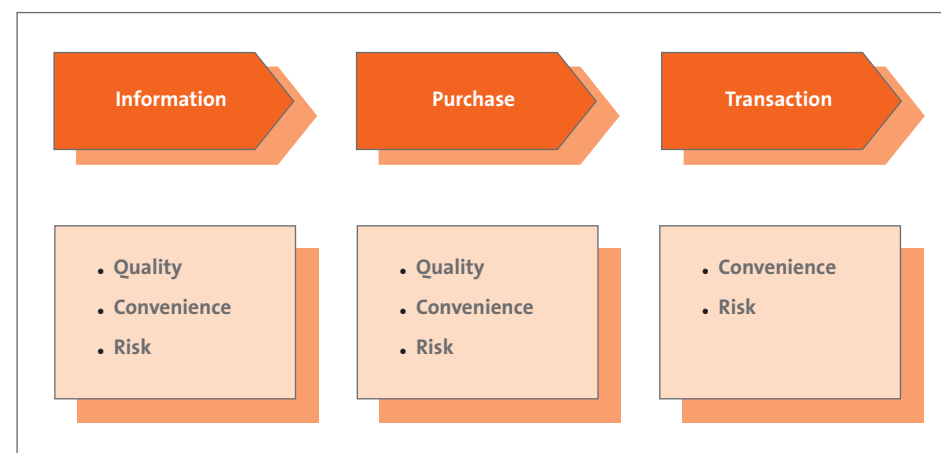 Information
Purchase
Transaction
• Quality
• Convenience
• Risk
• Quality
• Convenience
• Risk
• Convenience
• Risk